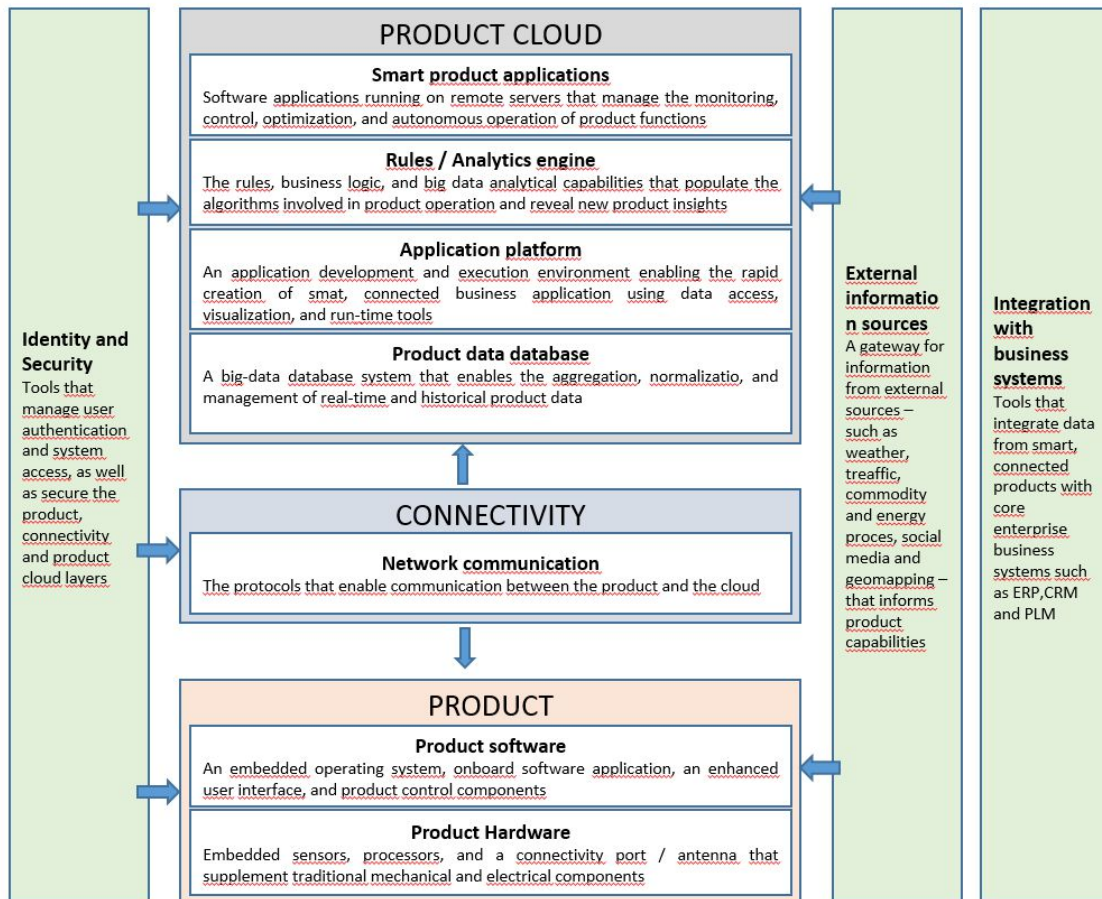 Identity and
Security
Tools that
manage user
authentication
and system
access, as well
as secure the
product,
connectivity
and product
cloud layers
PRODUCT CLOUD
Smart product applications
Software applications running on remote servers that manage the monitoring,
control, optimization, and autonomous operation of product functions
Rules / Analytics engine
The rules, business logic, and big data analytical capabilities that populate the
algorithms involved in product operation and reveal new product insights
Application platform
An application development and execution environment enabling the rapid
creation of smat, connected business application using data access,
visualization, and run-time tools
Product data database
A big-data database system that enables the aggregation, normalizatio, and
management of real-time and historical product data
CONNECTIVITY
Network communication
The protocols that enable communication between the product and the cloud
PRODUCT
Product software
An embedded operating system, onboard software application, an enhanced
user interface, and product control components
Product Hardware
Embedded sensors, processors, and a connectivity port / antenna that
supplement traditional mechanical and electrical components
External
informatio
n sources
A gateway for
information
from external
sources –
such as
weather,
treaffic,
commodity
and energy
proces, social
media and
geomapping –
that informs
product
capabilities
Integration
with
business
systems
Tools that
integrate data
from smart,
connected
products with
core
enterprise
business
systems such
as ERP,CRM
and PLM